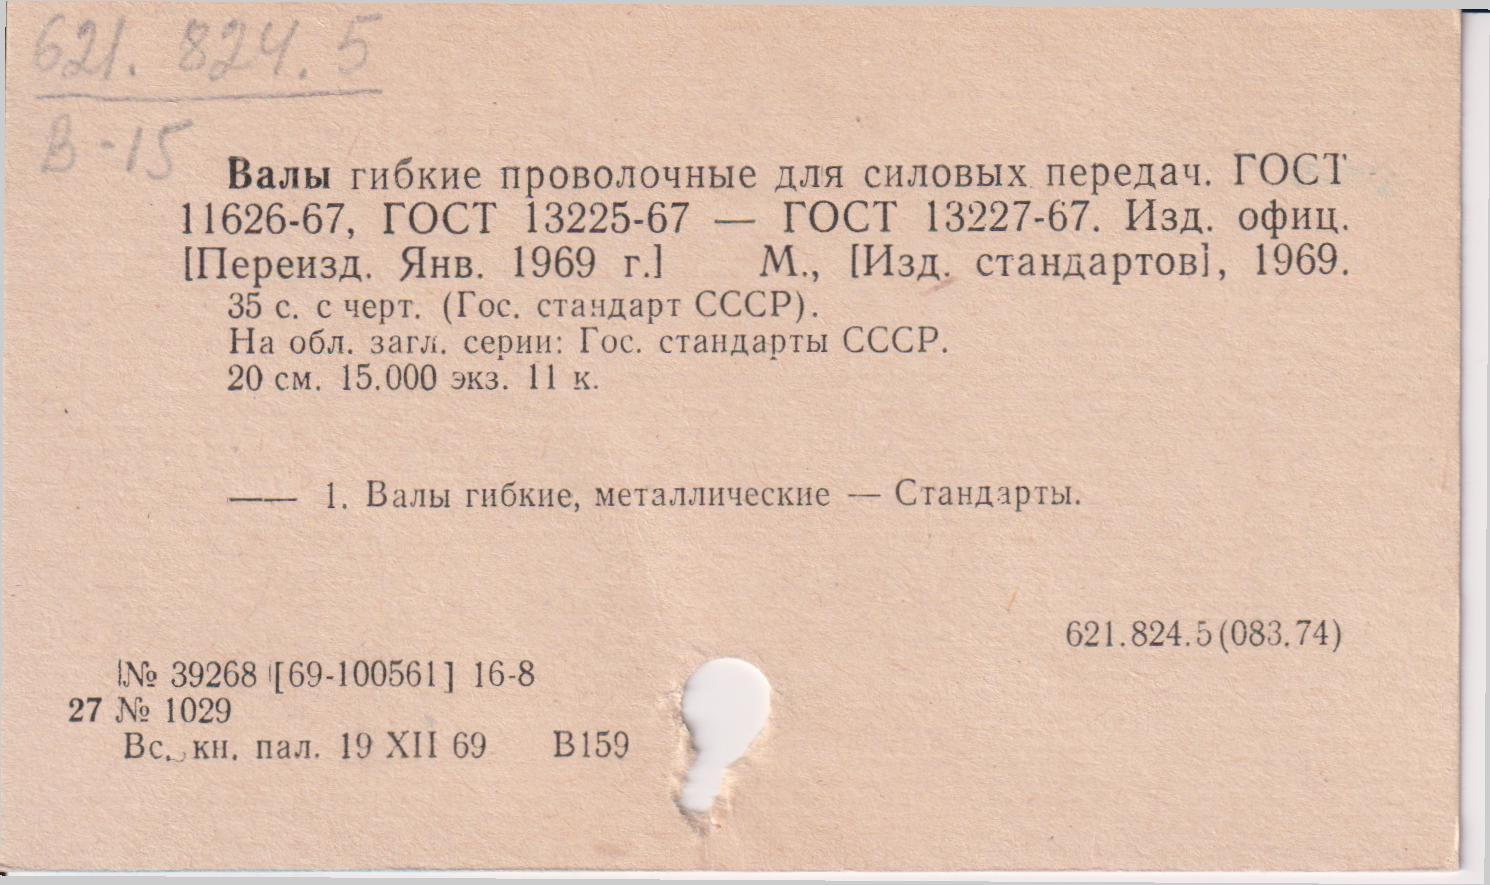 621. 824. 5
В-15
Валы гибкие проволочные для силовых передач. ГОСТ
11626-67, ГОСТ 13225-67 — ГОСТ 13227-67. Изд. офиц.
[Переизд. Янв. 1969 г.] М., [Изд. стандартов], 1969.
35 с. с черт. (Гос. стандарт СССР).
На обл. загл. серии: Гос. стандарты СССР.
20 см. 15.000 экз. 11 к.
—— 1. Валы гибкие, металлические — Стандарты.
621.824.5(083.74)
№ 39268 [69-100561] 16-8
27 № 1029
Вс. кн. пал. 19 XII 69 В159